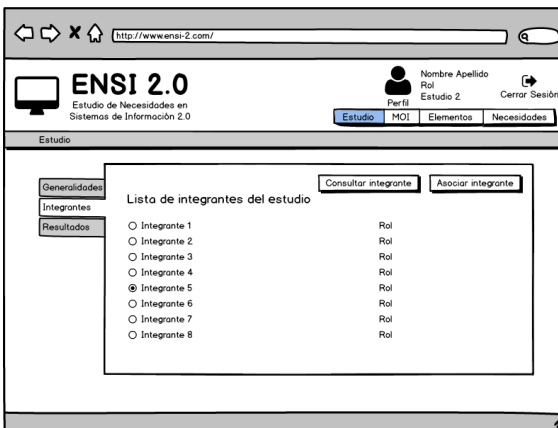 http://www.ensi-2.com/
ENSI 2.0
Estudio de Necesidades en
Sistemas de Información 2.0
Perfil
Nombre Apellido
Rol
Estudio 2
Cerrar Sesión
Estudio MOI Elementos Necesidades
Estudio
Generalidades
Integrantes
Resultados
Consultar integrante Asociar integrante
Lista de integrantes del estudio
Integrante 1 Rol
Integrante 2 Rol
Integrante 3 Rol
Integrante 4 Rol
Integrante 5 Rol
Integrante 6 Rol
Integrante 7 Rol
Integrante 8 Rol